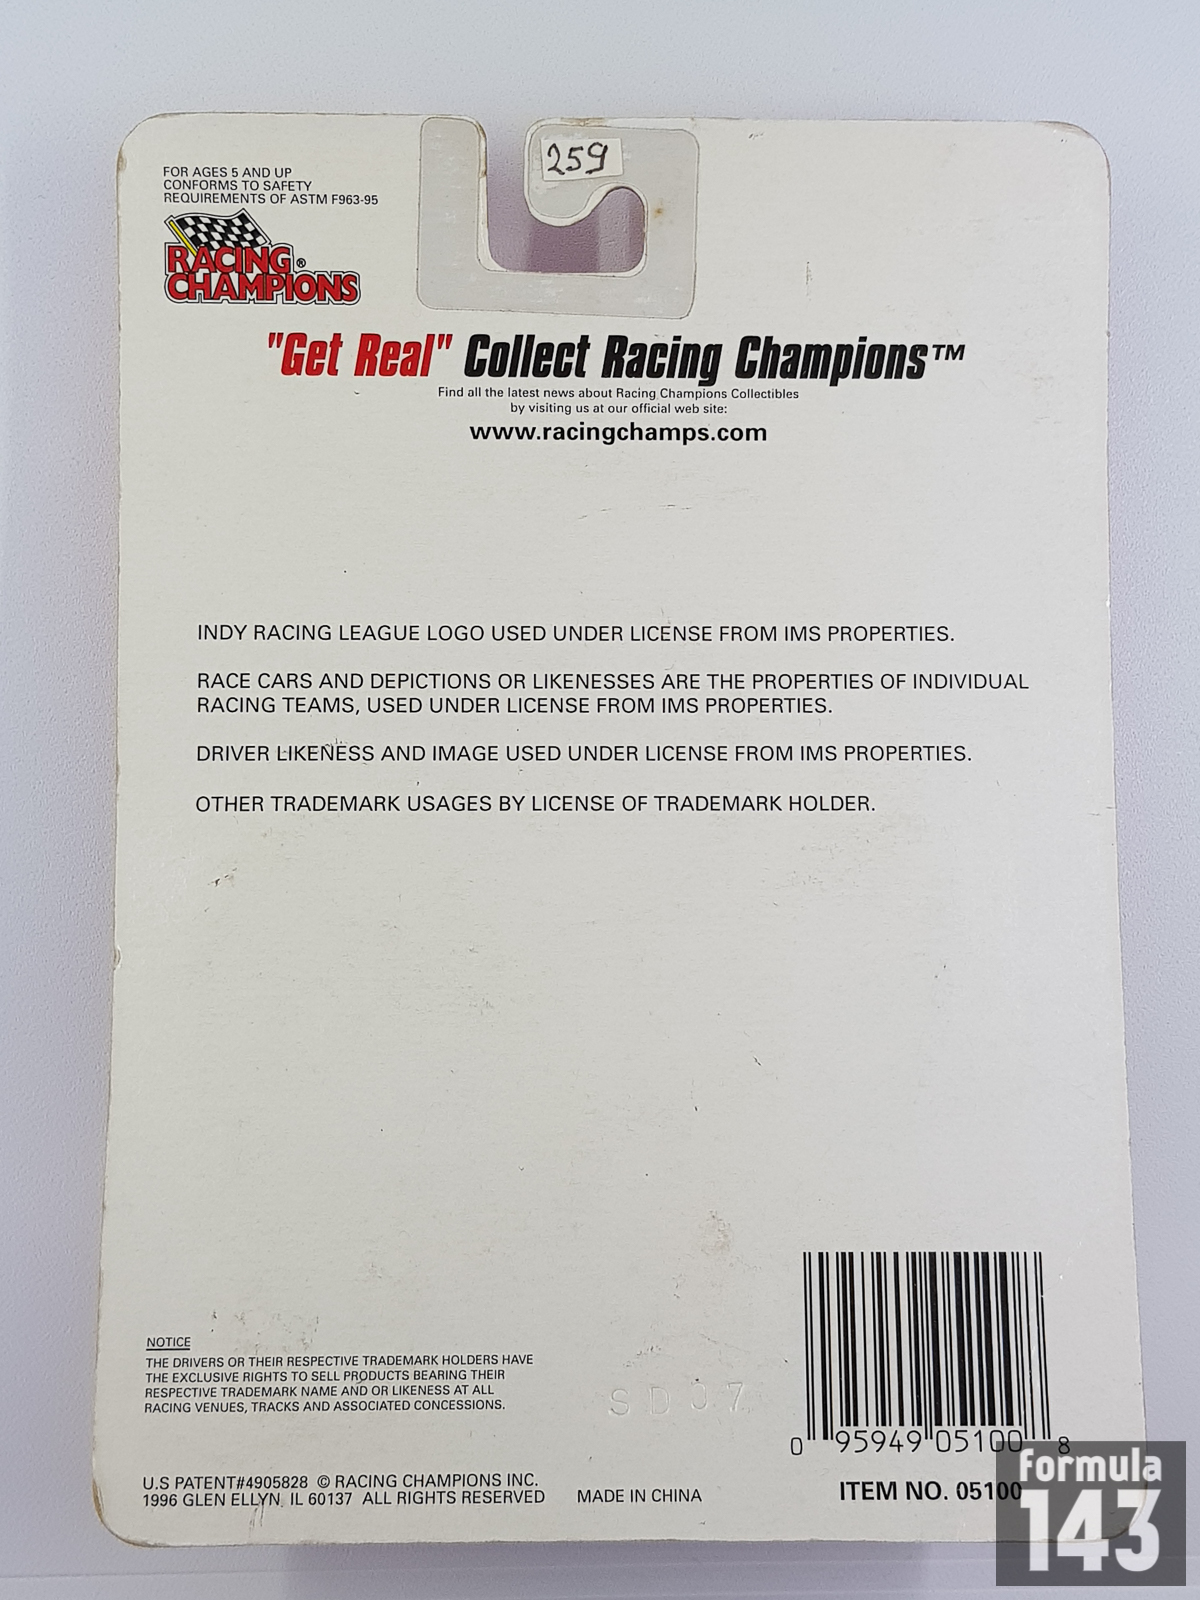 259
FOR AGES 5 AND UP
CONFORMS TO SAFETY
REQUIREMENTS OF ASTM F963-95
RACING
CHAMPIONS®
"Get Real" Collect Racing Champions™
Find all the latest news about Racing Champions Collectibles
by visiting us at our official web site:
www.racingchamps.com
INDY RACING LEAGUE LOGO USED UNDER LICENSE FROM IMS PROPERTIES.
RACE CARS AND DEPICTIONS OR LIKENESSES ARE THE PROPERTIES OF INDIVIDUAL
RACING TEAMS, USED UNDER LICENSE FROM IMS PROPERTIES.
DRIVER LIKENESS AND IMAGE USED UNDER LICENSE FROM IMS PROPERTIES.
OTHER TRADEMARK USAGES BY LICENSE OF TRADEMARK HOLDER.
NOTICE
THE DRIVERS OR THEIR RESPECTIVE TRADEMARK HOLDERS HAVE
THE EXCLUSIVE RIGHTS TO SELL PRODUCTS BEARING THEIR
RESPECTIVE TRADEMARK NAME AND OR LIKENESS AT ALL
RACING VENUES, TRACKS AND ASSOCIATED CONCESSIONS.
SD07
0 95949 05100 8
U.S PATENT#4905828 © RACING CHAMPIONS INC.
1996 GLEN ELLYN. IL 60137 ALL RIGHTS RESERVED
MADE IN CHINA
ITEM NO. 05100
formula
143